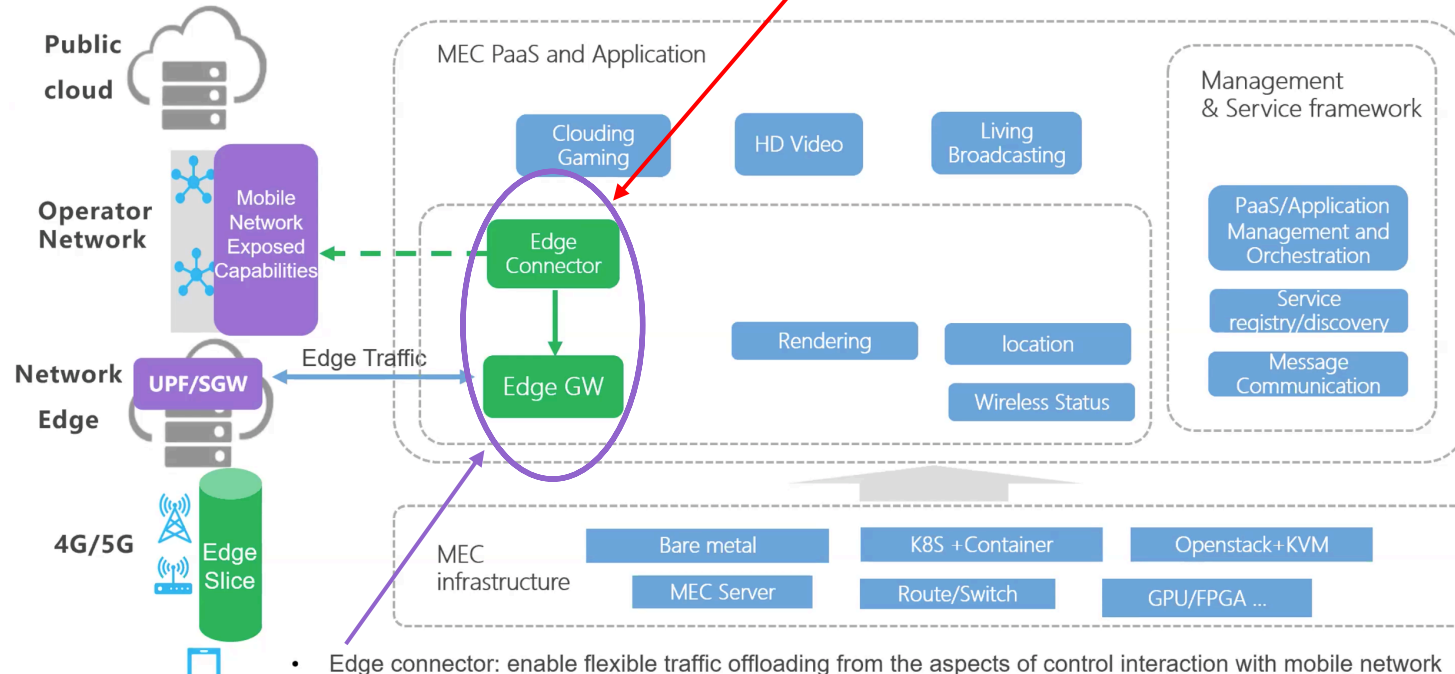 Public
cloud
Operator
Network
Mobile
Network
Exposed
Capabilities
Network
Edge
UPF/SGW
Edge Traffic
4G/5G
Edge
Slice
MEC PaaS and Application
Clouding
Gaming
HD Video
Living
Broadcasting
Edge
Connector
Edge GW
Rendering
location
Wireless Status
Management
& Service framework
PaaS/Application
Management and
Orchestration
Service
registry/discovery
Message
Communication
MEC
infrastructure
Bare metal
K8S +Container
Openstack+KVM
MEC Server
Route/Switch
GPU/FPGA ...
• Edge connector: enable flexible traffic offloading from the aspects of control interaction with mobile network